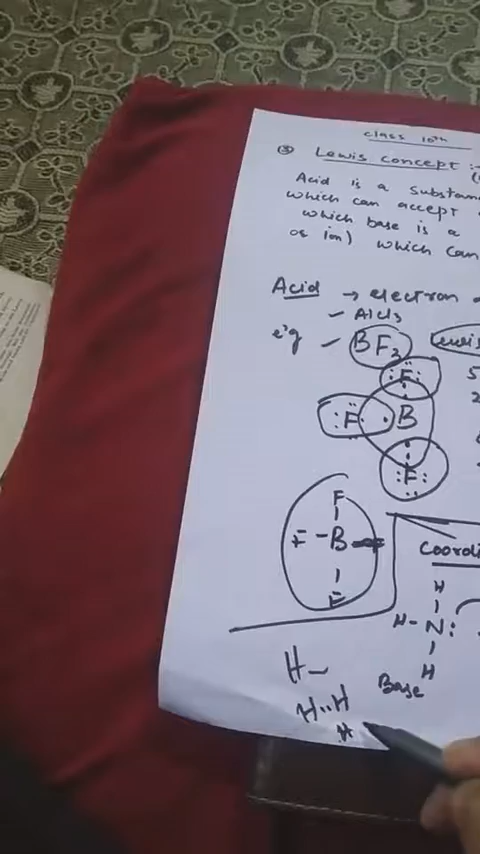 class 10th
③ Lewis concept :-
Acid is a substan
which can accept
which base is a
or ion) which can
Acid → electron
- Alcl3
e'g - BF3 Lewis
:F:
:F: B
:F:
F
F - B
F
Coordi
H
H - N:
H
Base
H -
H··H
H